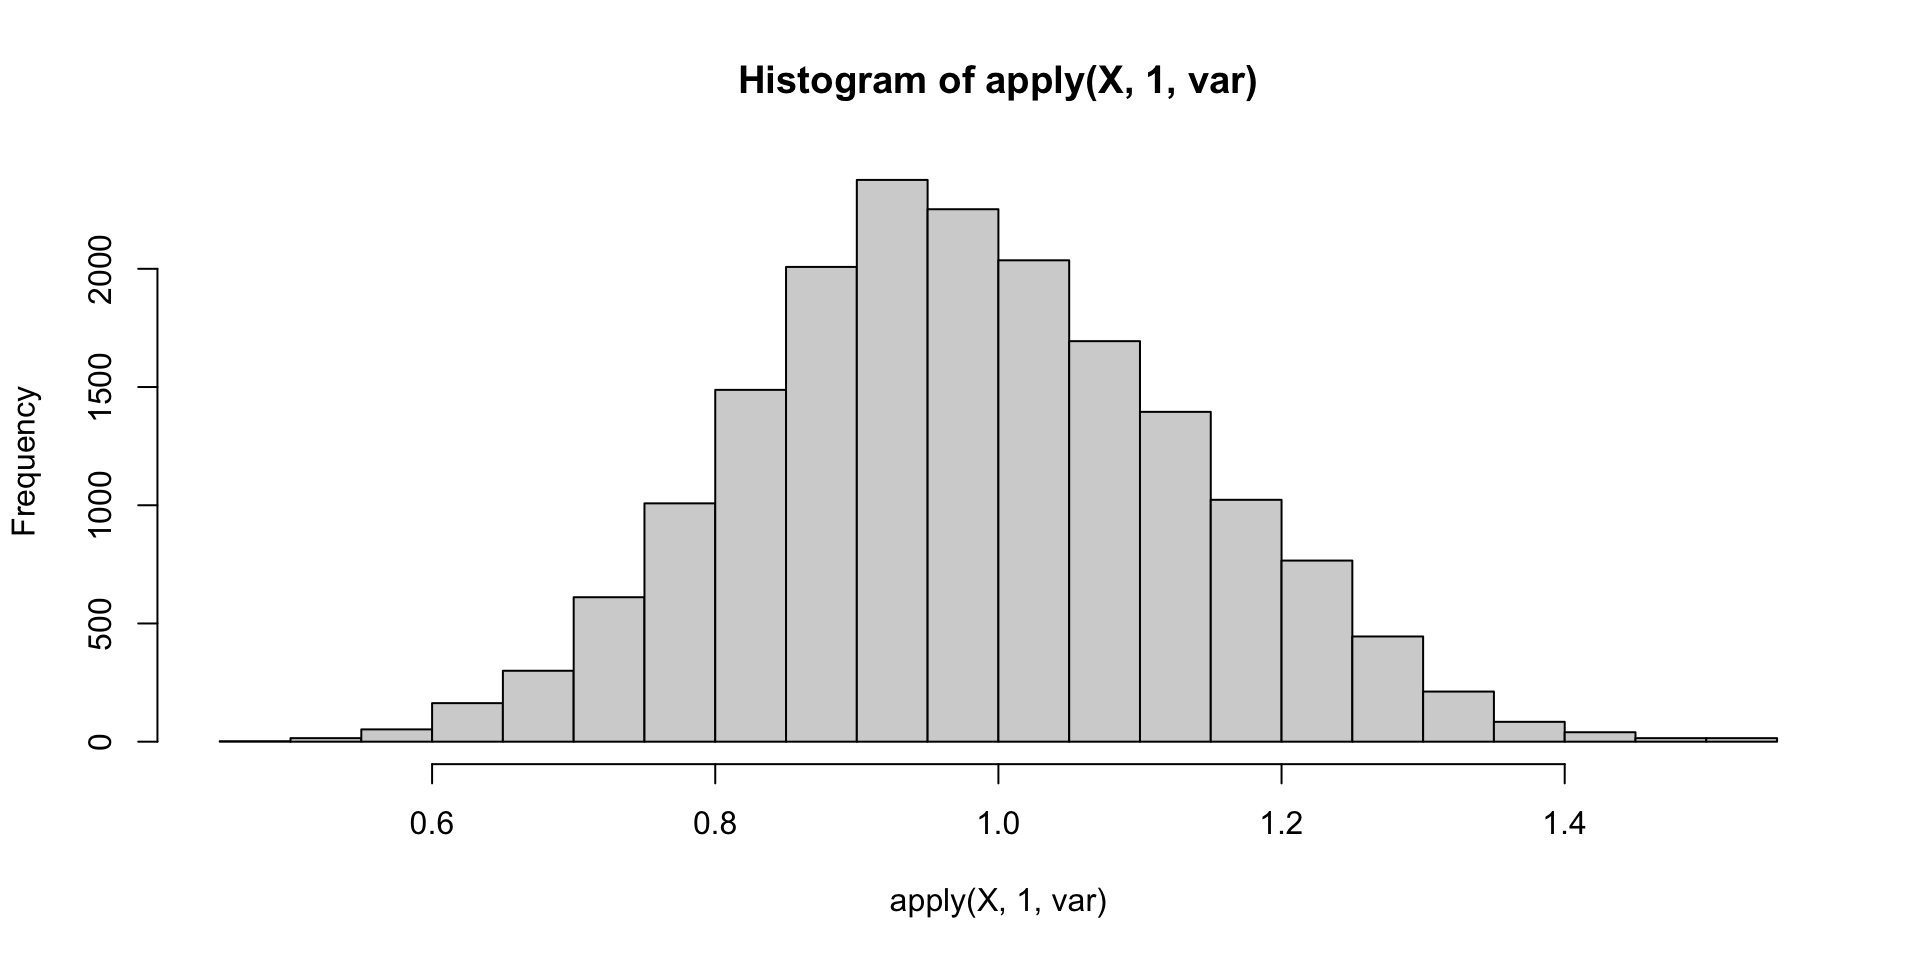 Histogram of apply(X, 1, var)
Frequency
2000
1500
1000
500
0
0.6 0.8 1.0 1.2 1.4
apply(X, 1, var)